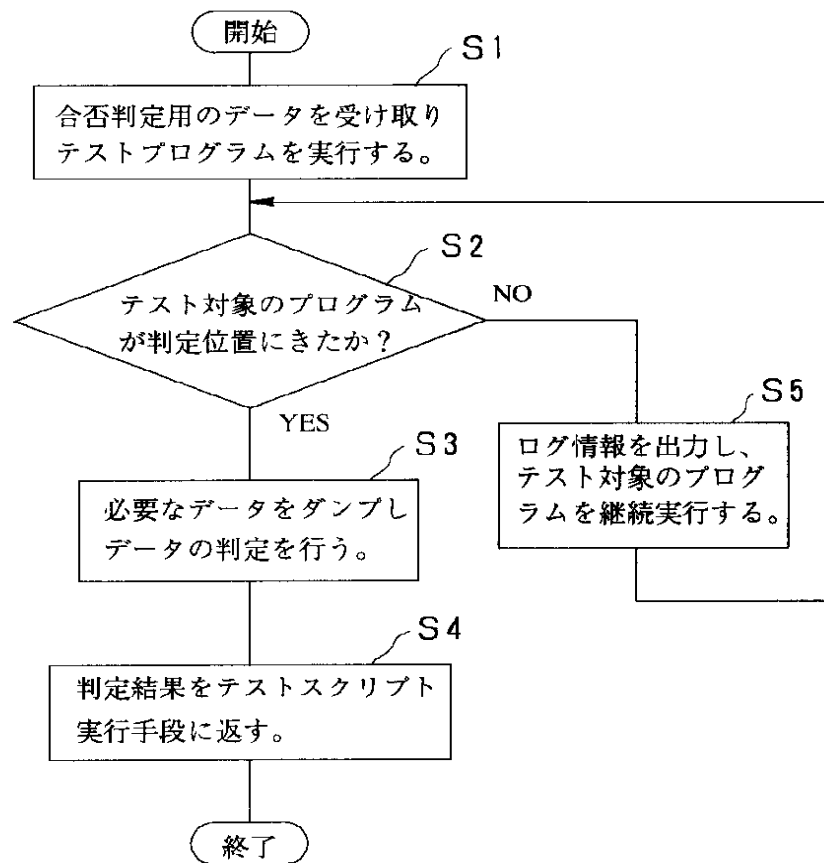 開始
S1
合否判定用のデータを受け取り
テストプログラムを実行する。
S2
テスト対象のプログラム
が判定位置にきたか？
NO
YES
S5
ログ情報を出力し、
テスト対象のプログ
ラムを継続実行する。
S3
必要なデータをダンプし
データの判定を行う。
S4
判定結果をテストスクリプト
実行手段に返す。
終了